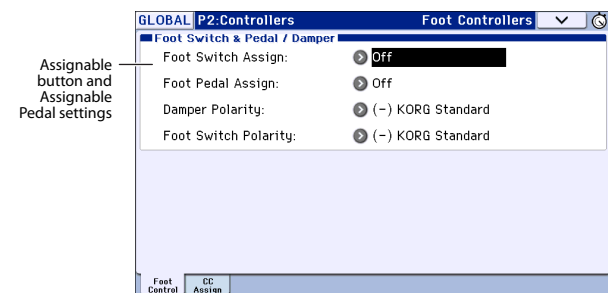 GLOBAL P2:Controllers Foot Controllers
Foot Switch & Pedal / Damper
Foot Switch Assign: Off
Foot Pedal Assign: Off
Damper Polarity: (-) KORG Standard
Foot Switch Polarity: (-) KORG Standard
Assignable
button and
Assignable
Pedal settings
Foot
Control
CC
Assign